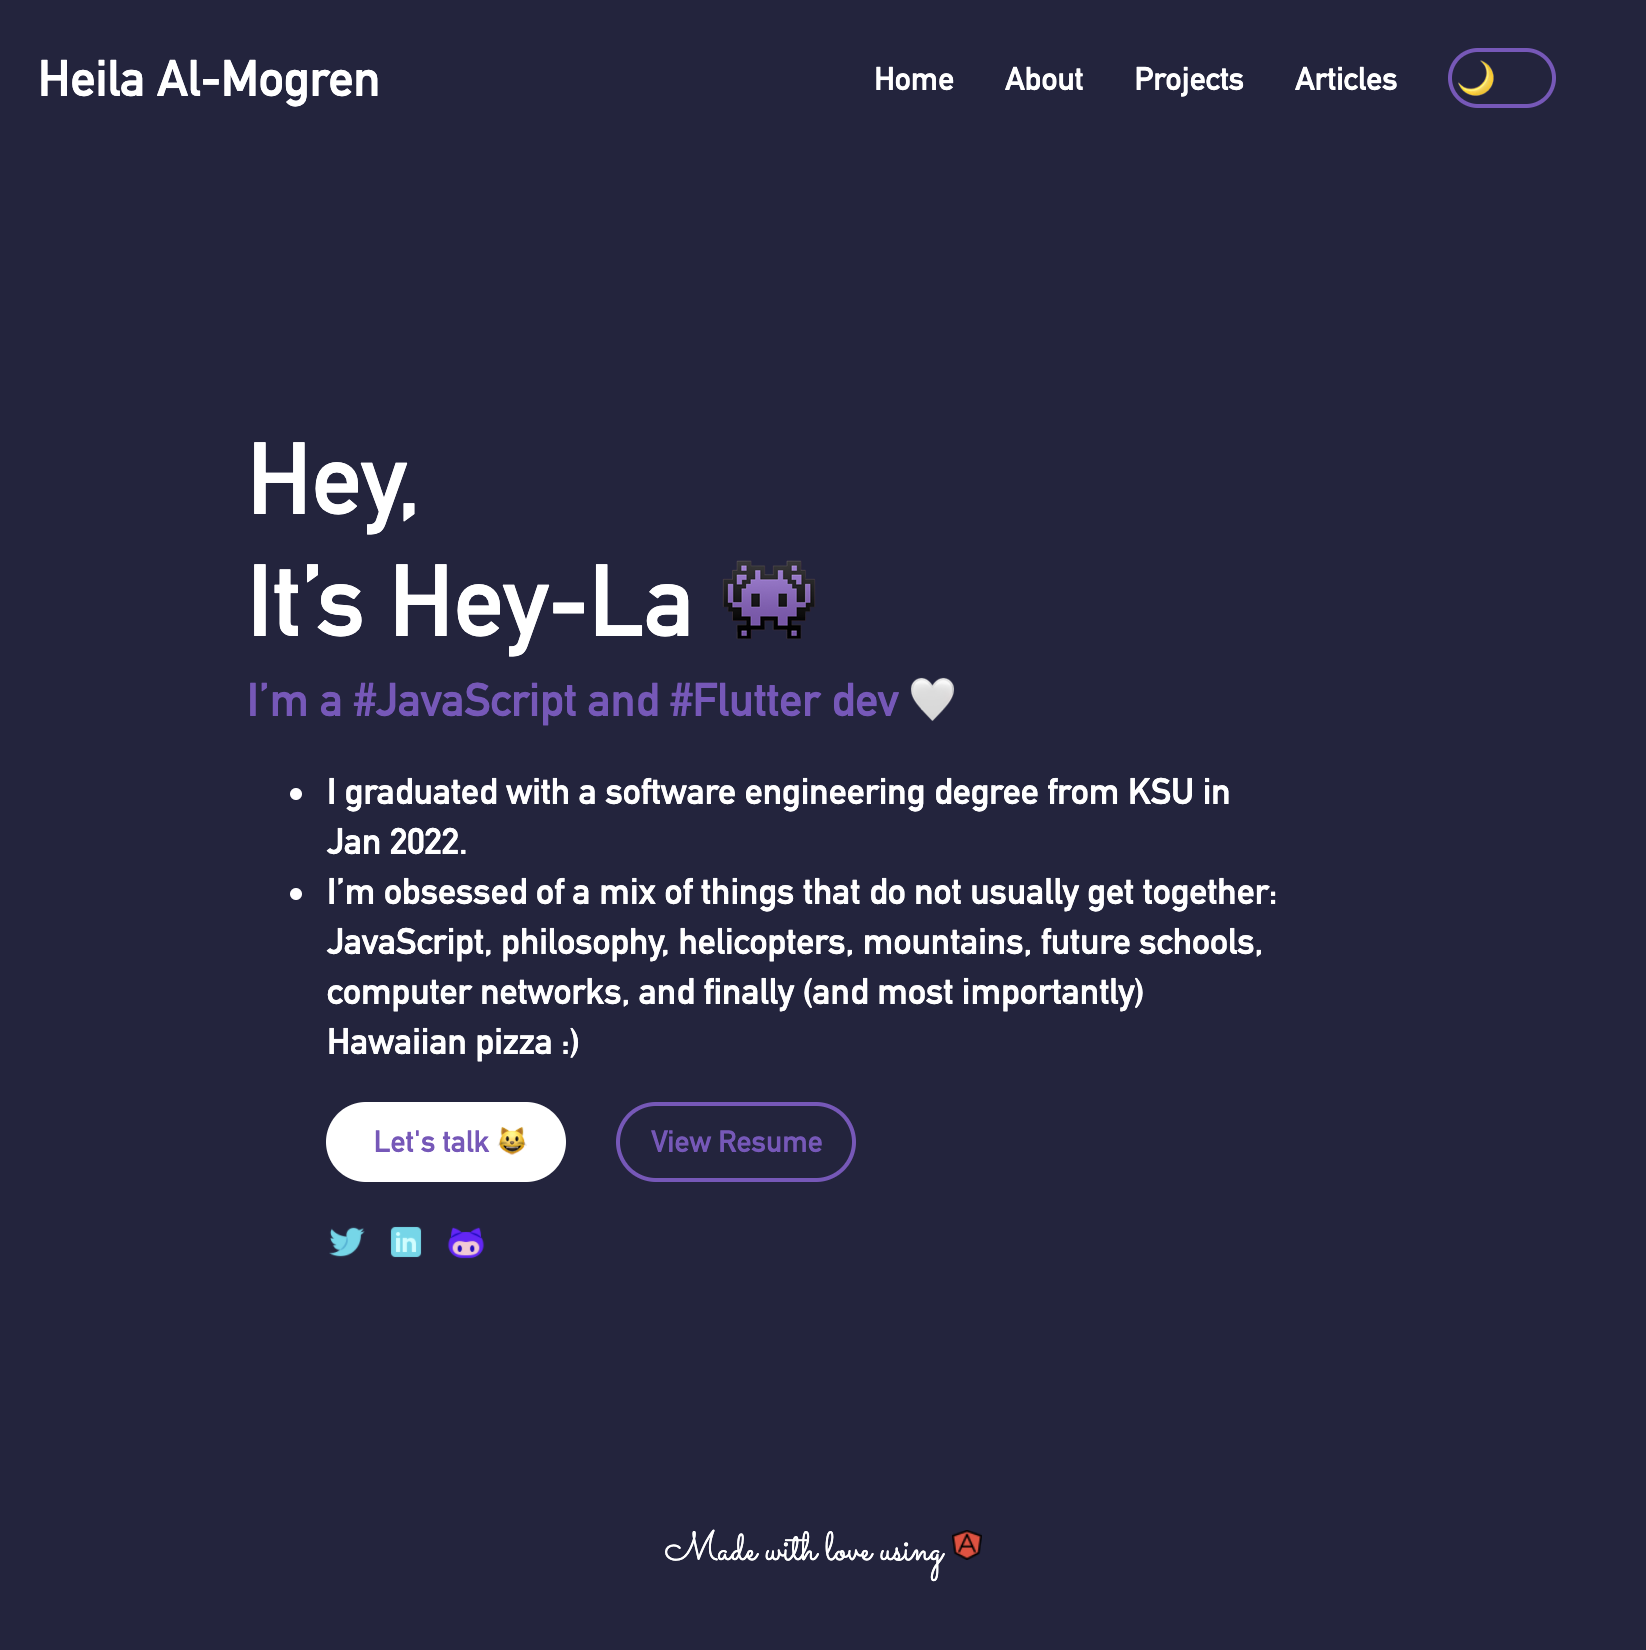 Heila Al-Mogren
Home About Projects Articles
Hey,
It’s Hey-La
I’m a #JavaScript and #Flutter dev
I graduated with a software engineering degree from KSU in
Jan 2022.
I’m obsessed of a mix of things that do not usually get together:
JavaScript, philosophy, helicopters, mountains, future schools,
computer networks, and finally (and most importantly)
Hawaiian pizza :)
Let's talk
View Resume
in
Made with love using
A